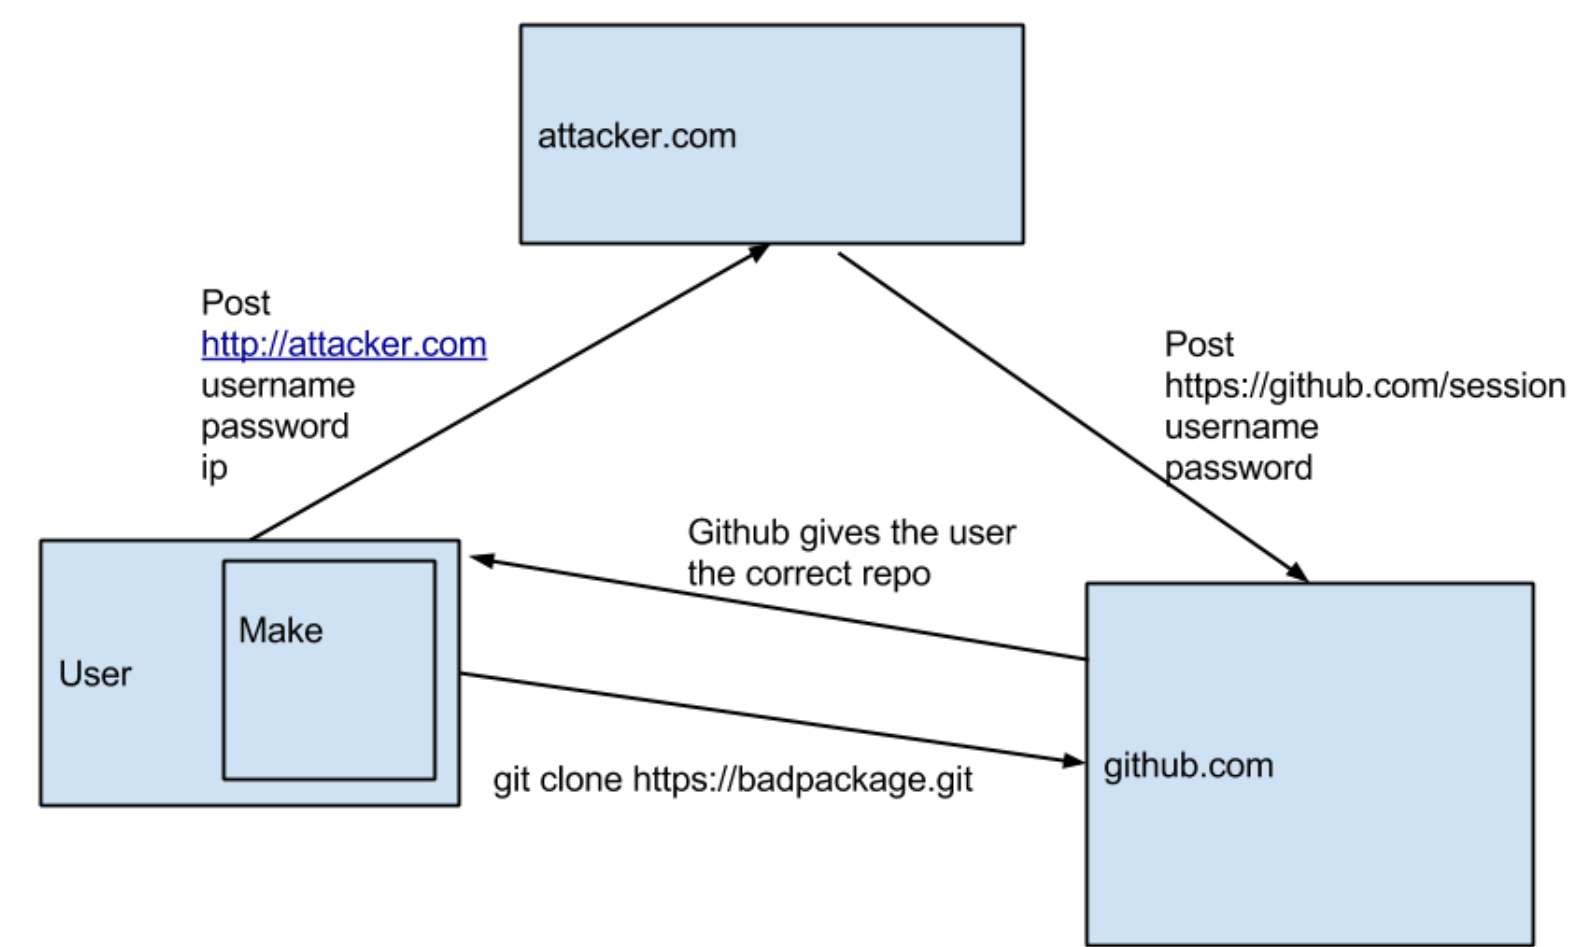 attacker.com
Post
http://attacker.com
username
password
ip
Post
https://github.com/session
username
password
Github gives the user
the correct repo
Make
User
git clone https://badpackage.git
github.com